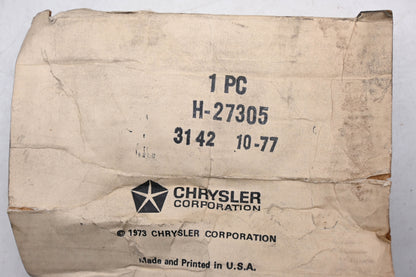 1 PC
H-27305
3142 10-77
CHRYSLER
CORPORATION
© 1973 CHRYSLER CORPORATION
Made and Printed in U.S.A.